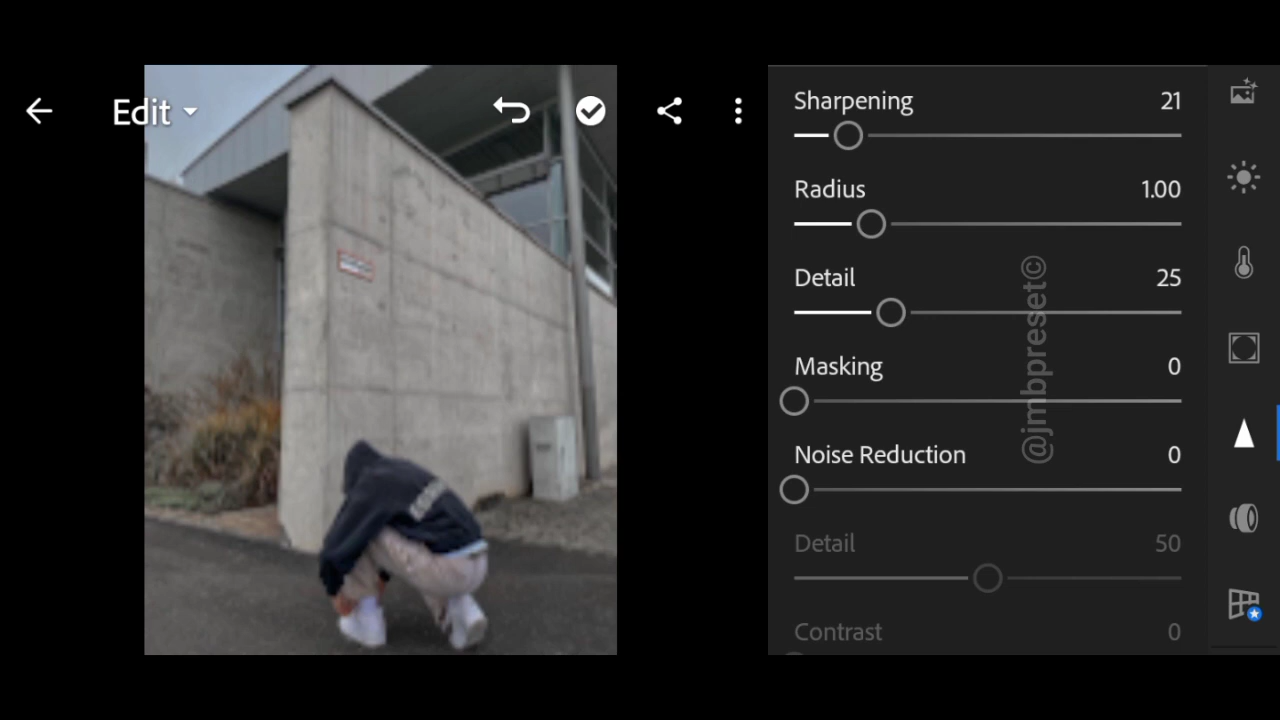 Edit
Sharpening 21
Radius 1.00
Detail 25
Masking 0
Noise Reduction 0
Detail 50
Contrast 0
@jmbpreset©